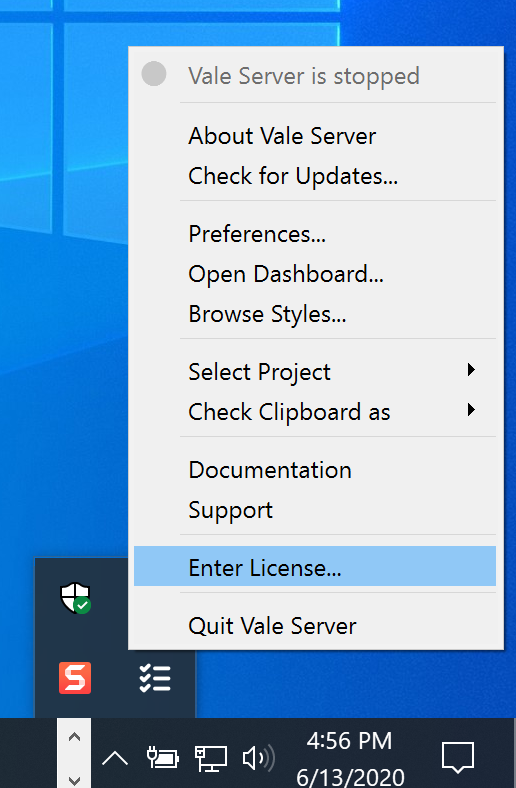 Vale Server is stopped
About Vale Server
Check for Updates...
Preferences...
Open Dashboard...
Browse Styles...
Select Project
Check Clipboard as
Documentation
Support
Enter License...
Quit Vale Server
S
4:56 PM
6/13/2020